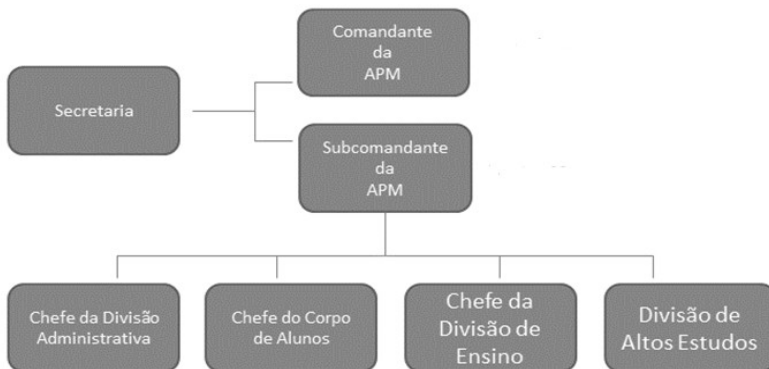 Comandante
da
APM
Secretaria
Subcomandante
da
APM
Chefe da Divisão
Administrativa
Chefe do Corpo
de Alunos
Chefe da
Divisão de
Ensino
Divisão de
Altos Estudos